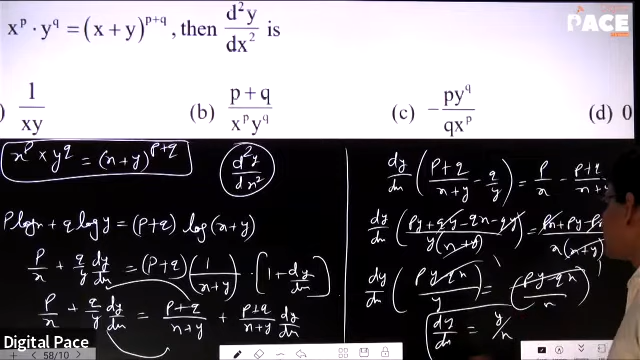 PACE
x^p · y^q = (x + y)^{p+q}, then d²y/dx² is
) 1/xy (b) (p + q)/(x^p y^q) (c) − py^q/qx^p (d) 0
x^p × y^q = (x+y)^{p+q}
d²y/dx²
P log x + q log y = (p+q) log (x+y)
P/x + q/y dy/dx = (p+q) (1/(x+y)) · [1 + dy/dx]
P/x + q/y dy/dx = (p+q)/(x+y) + (p+q)/(x+y) dy/dx
dy/dx (p+q/x+y − q/y) = p/x − p+q/x+y
dy/dx (py + qy − qx − qy / y(x+y)) = px + py − p / x(x+y)
dy/dx (py − qx / y) = (py − qx / x)
dy/dx = y/x
Digital Pace
58/10